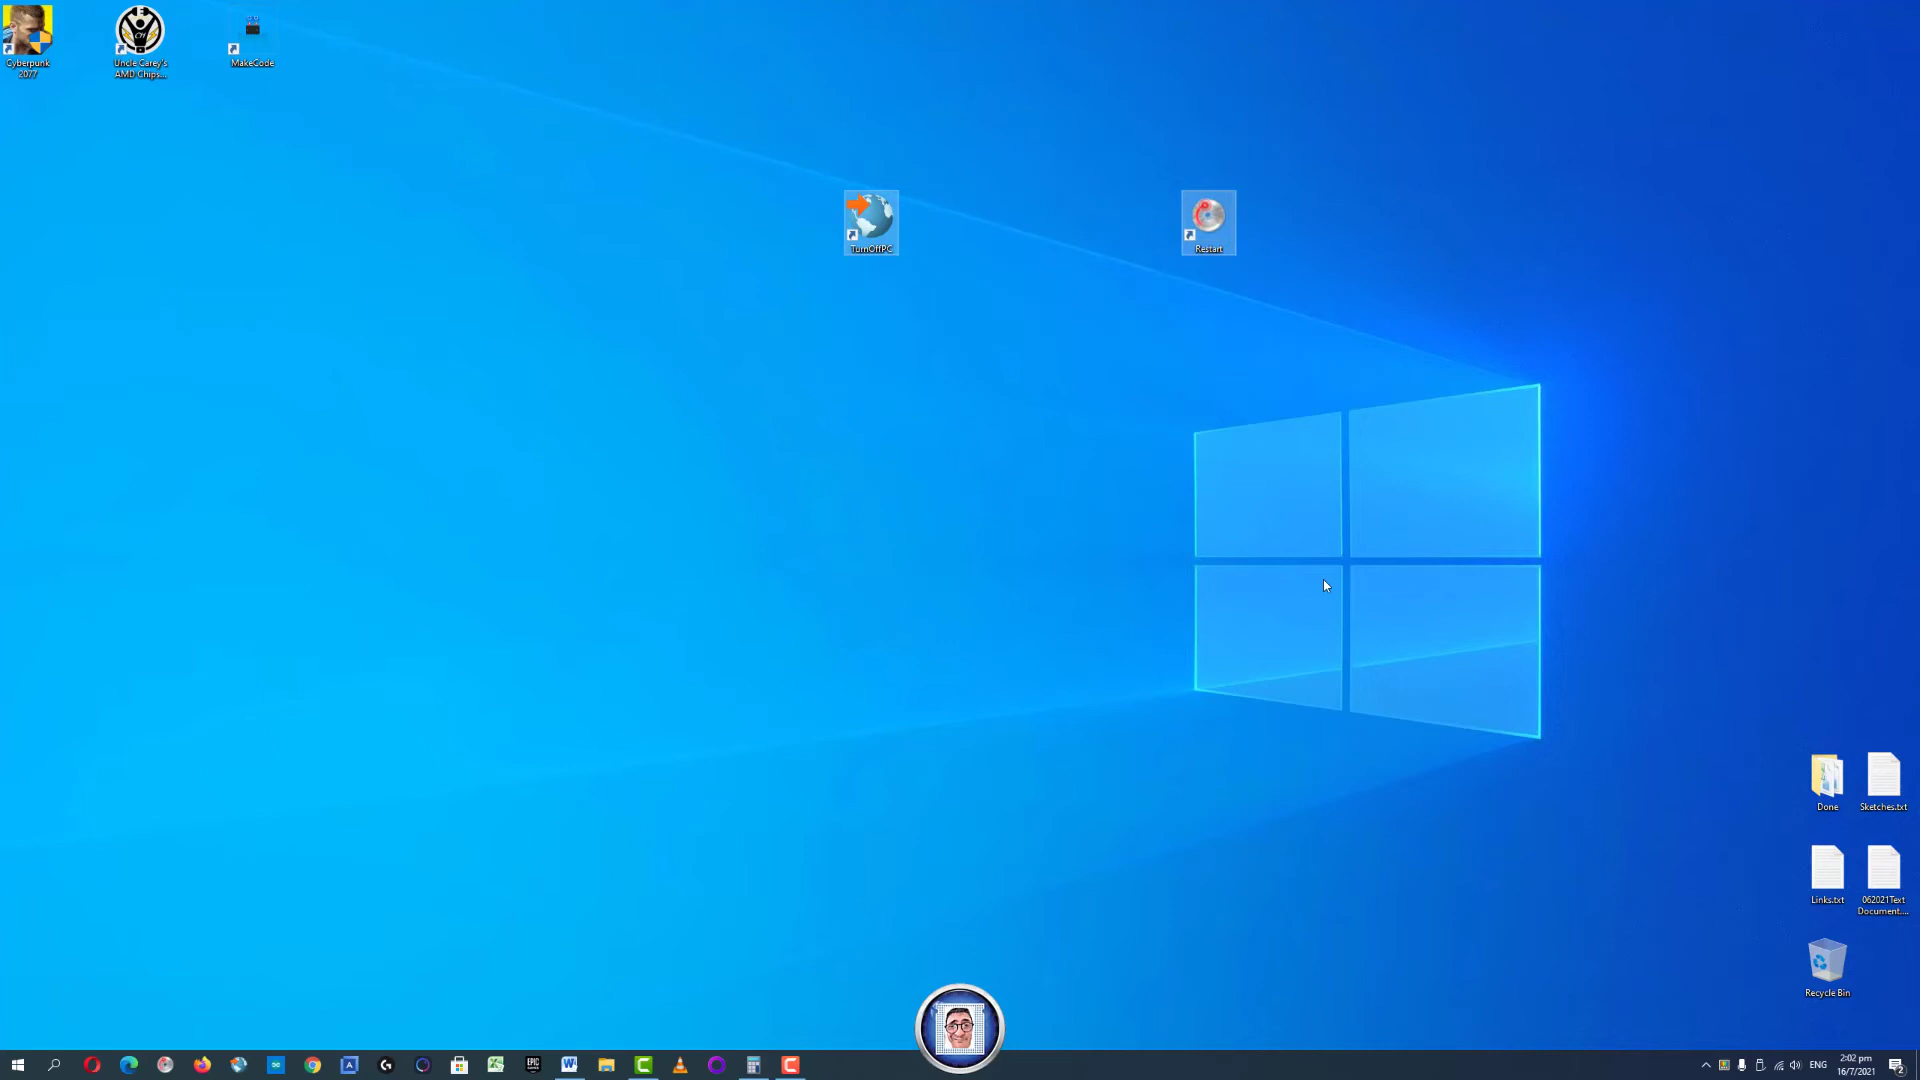 Cyberpunk
2077
Uncle Carey's
AMD Chips...
MakeCode
TurnOffPC
Restart
Done
Sketches.txt
Links.txt
062021Text
Document....
Recycle Bin
ENG
2:02 pm
16/7/2021
2